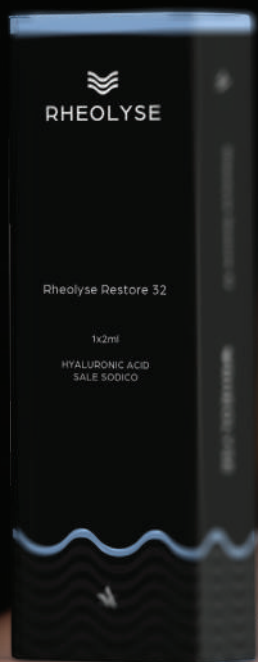 RHEOLYSE
Rheolyse Restore 32
1x2ml
HYALURONIC ACID
SALE SODICO